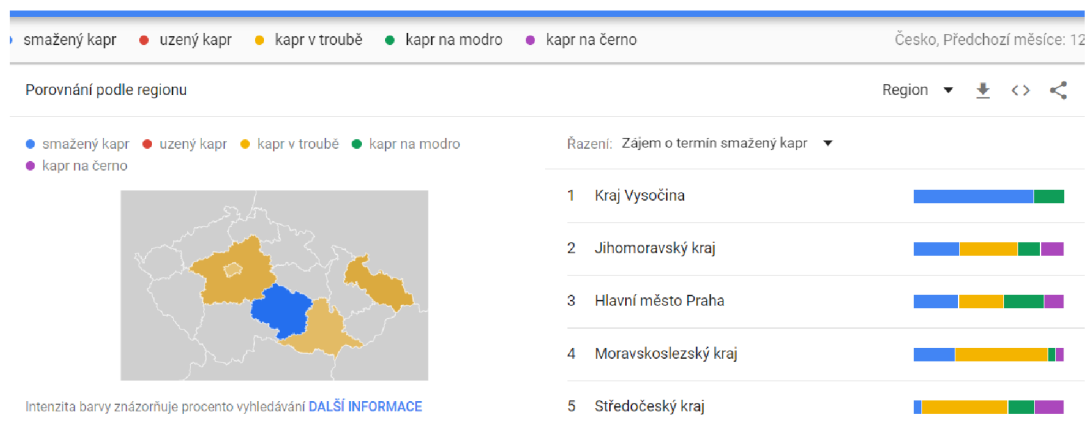 smažený kapr uzený kapr kapr v troubě kapr na modro kapr na černo Česko, Předchozí měsíce: 12
Porovnání podle regionu Region
smažený kapr uzený kapr kapr v troubě kapr na modro
kapr na černo
Řazení: Zájem o termín smažený kapr
1 Kraj Vysočina
2 Jihomoravský kraj
3 Hlavní město Praha
4 Moravskoslezský kraj
5 Středočeský kraj
Intenzita barvy znázorňuje procento vyhledávání DALŠÍ INFORMACE